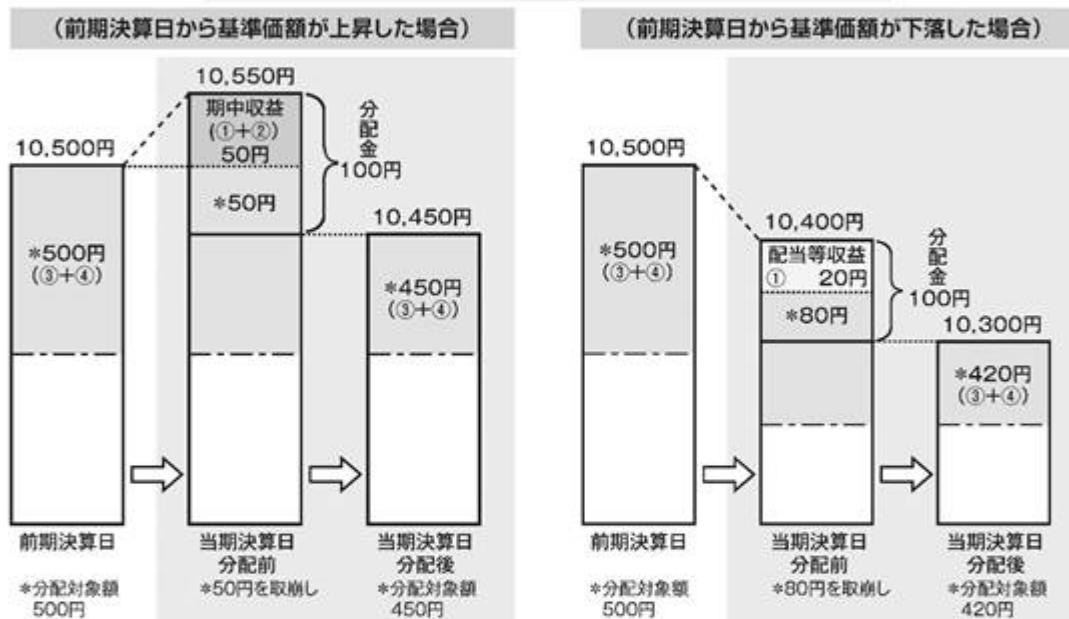 (前期決算日から基準価額が上昇した場合)
10,550円
期中収益
(①+②)
50円
*50円
分配金
100円
10,500円
*500円
(③+④)
10,450円
*450円
(③+④)
前期決算日
*分配対象額
500円
当期決算日
分配前
*50円を取崩し
当期決算日
分配後
*分配対象額
450円
(前期決算日から基準価額が下落した場合)
10,500円
*500円
(③+④)
10,400円
配当等収益
① 20円
*80円
分配金
100円
10,300円
*420円
(③+④)
前期決算日
*分配対象額
500円
当期決算日
分配前
*80円を取崩し
当期決算日
分配後
*分配対象額
420円